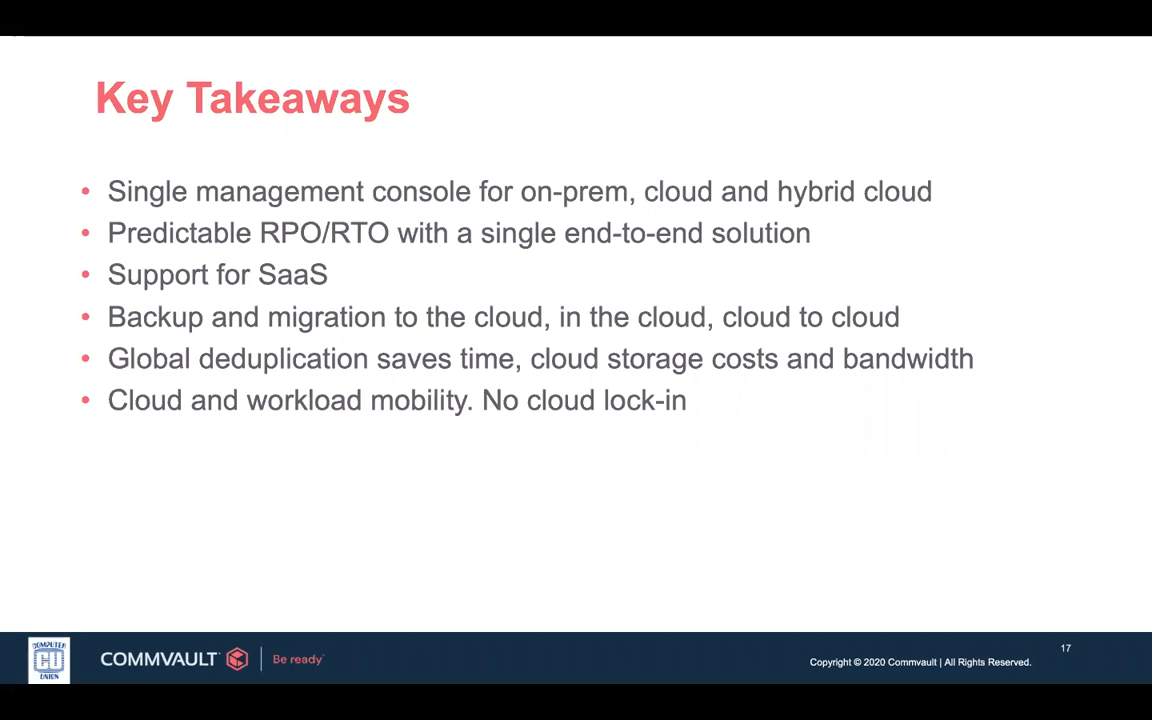 Key Takeaways
• Single management console for on-prem, cloud and hybrid cloud
• Predictable RPO/RTO with a single end-to-end solution
• Support for SaaS
• Backup and migration to the cloud, in the cloud, cloud to cloud
• Global deduplication saves time, cloud storage costs and bandwidth
• Cloud and workload mobility. No cloud lock-in
COMPUTER
CU
UNION
COMMVAULT
Be ready
Copyright © 2020 Commvault | All Rights Reserved.
17